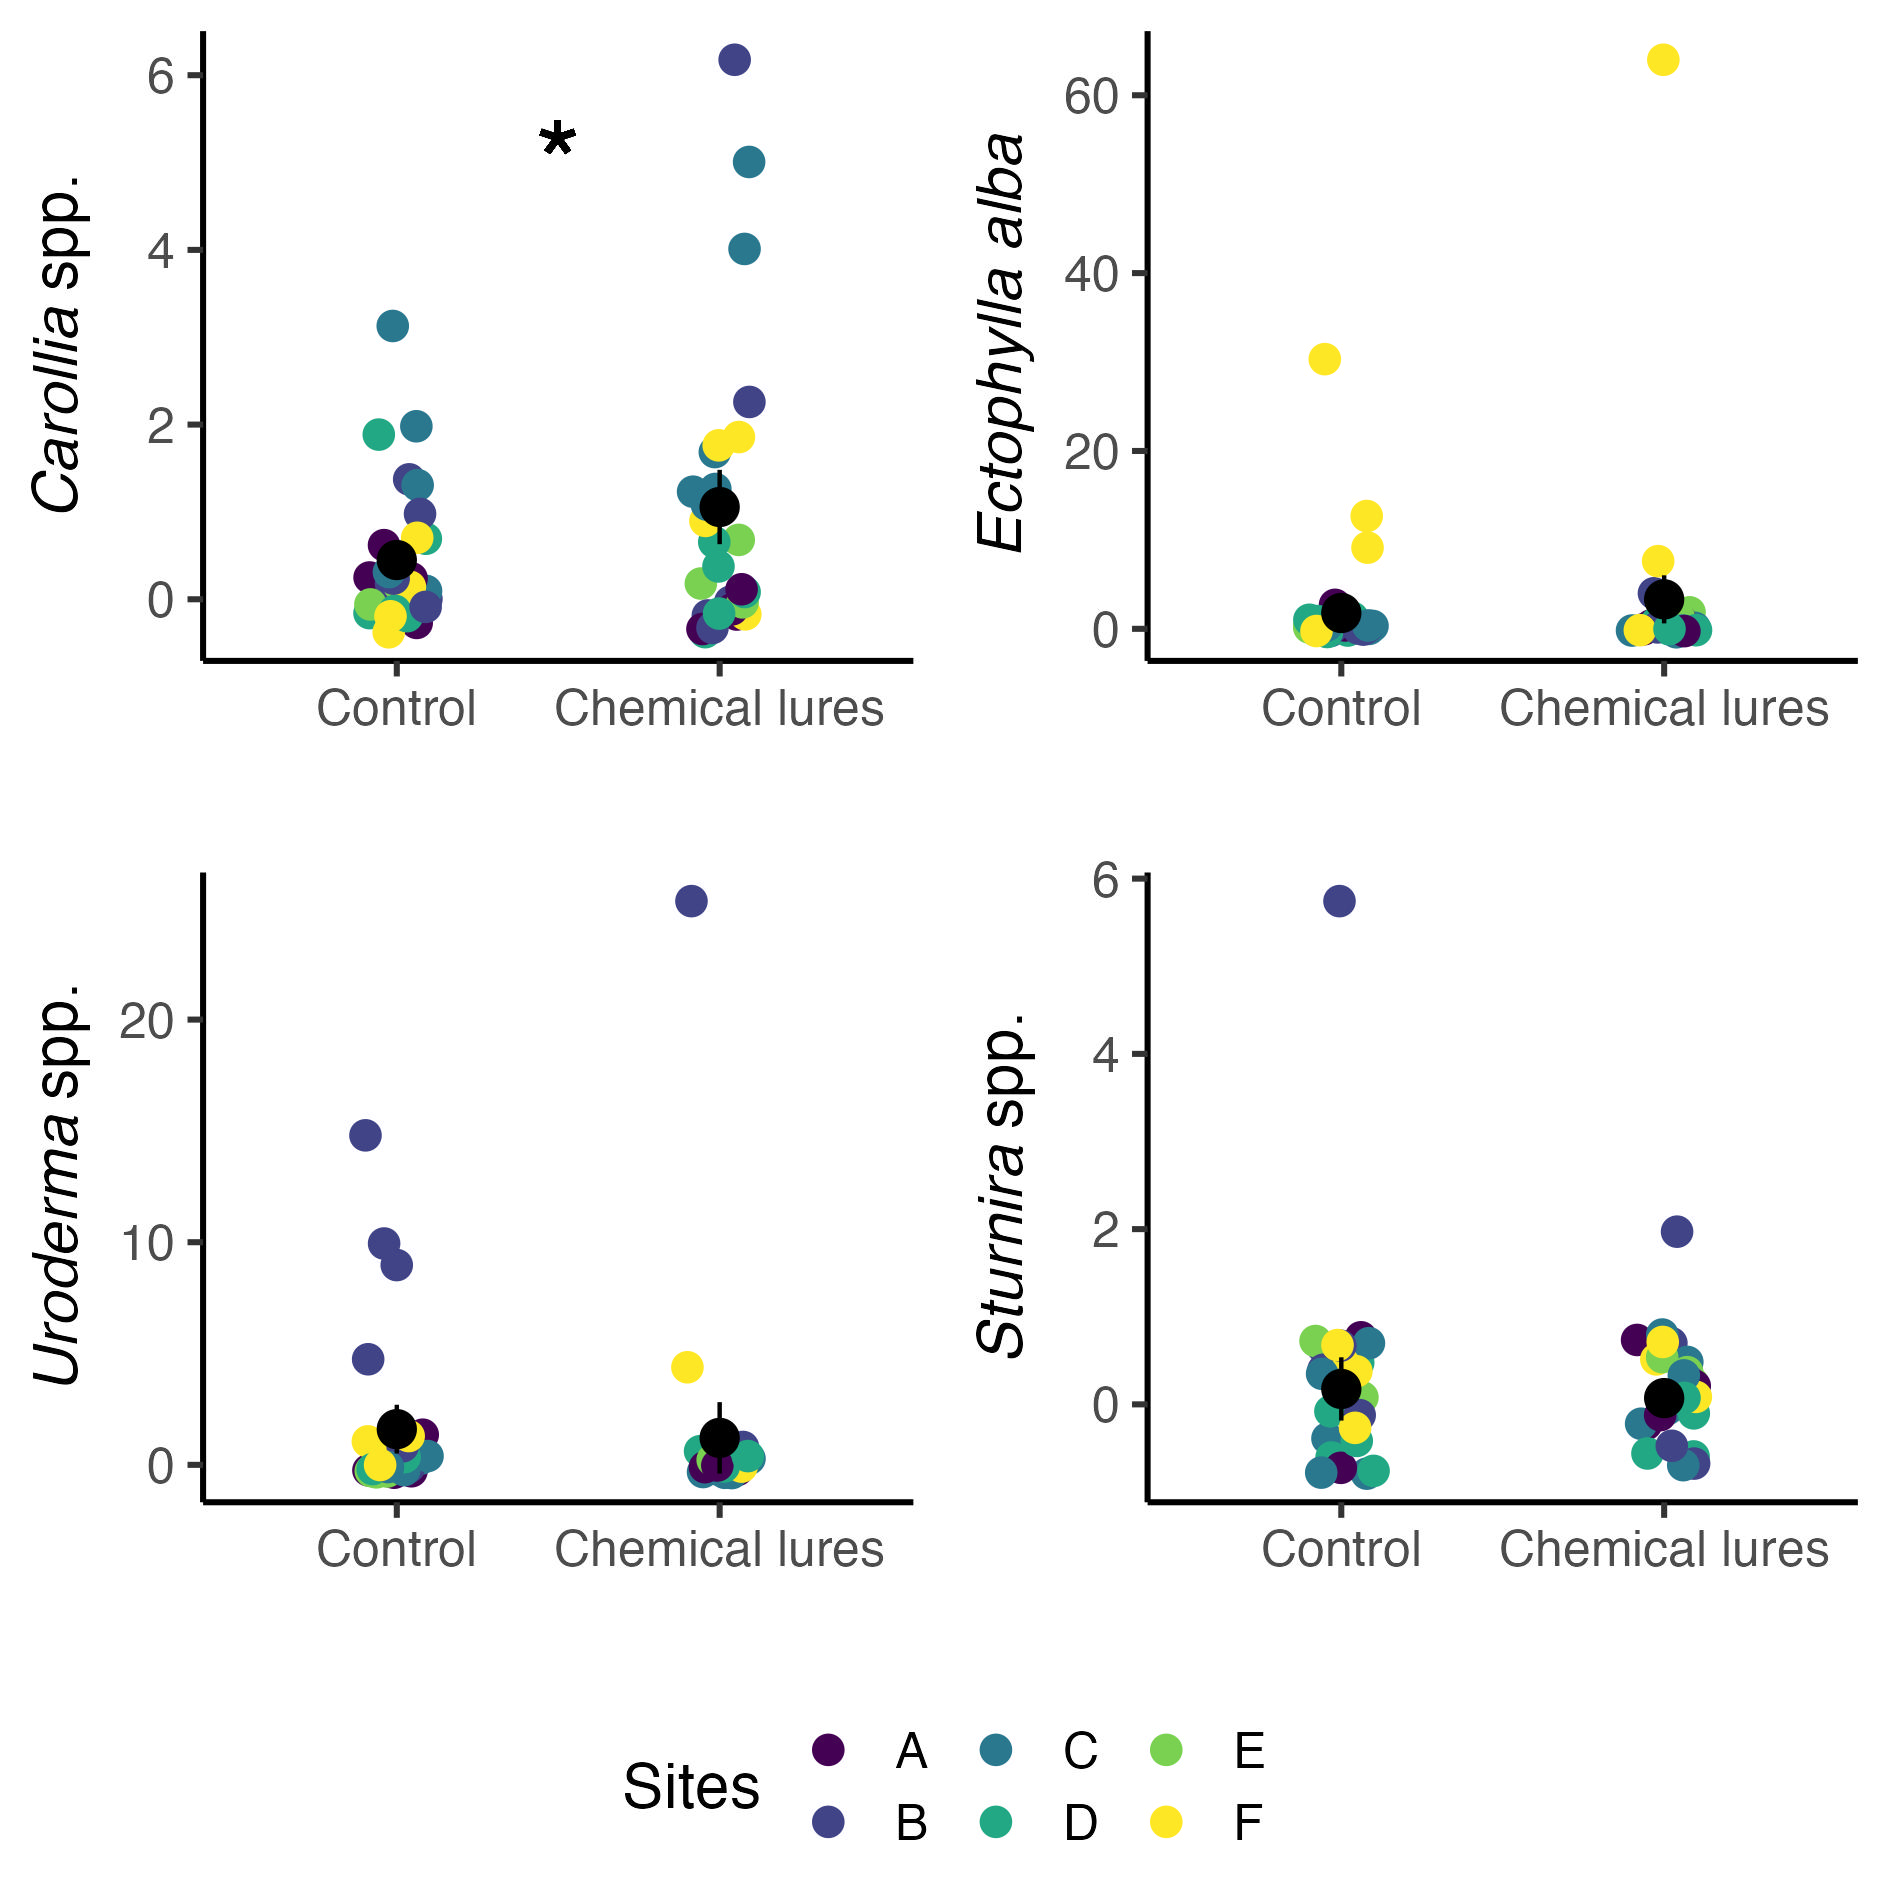 Carollia spp.
6
4
2
0
*
Control
Chemical lures
Ectophylla alba
60
40
20
0
Control
Chemical lures
Uroderma spp.
20
10
0
Control
Chemical lures
Sturnira spp.
6
4
2
0
Control
Chemical lures
Sites
A
C
E
B
D
F